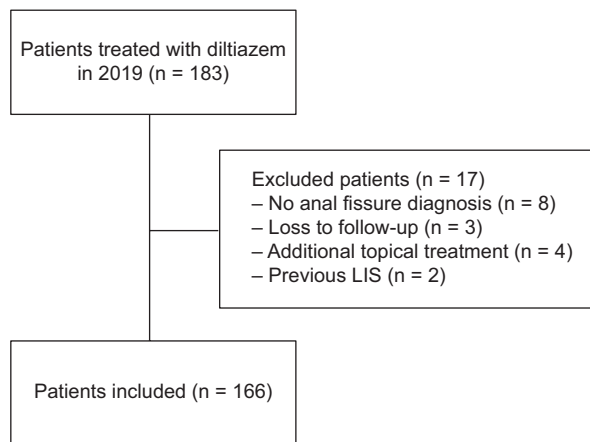 Patients treated with diltiazem
in 2019 (n = 183)
Excluded patients (n = 17)
– No anal fissure diagnosis (n = 8)
– Loss to follow-up (n = 3)
– Additional topical treatment (n = 4)
– Previous LIS (n = 2)
Patients included (n = 166)